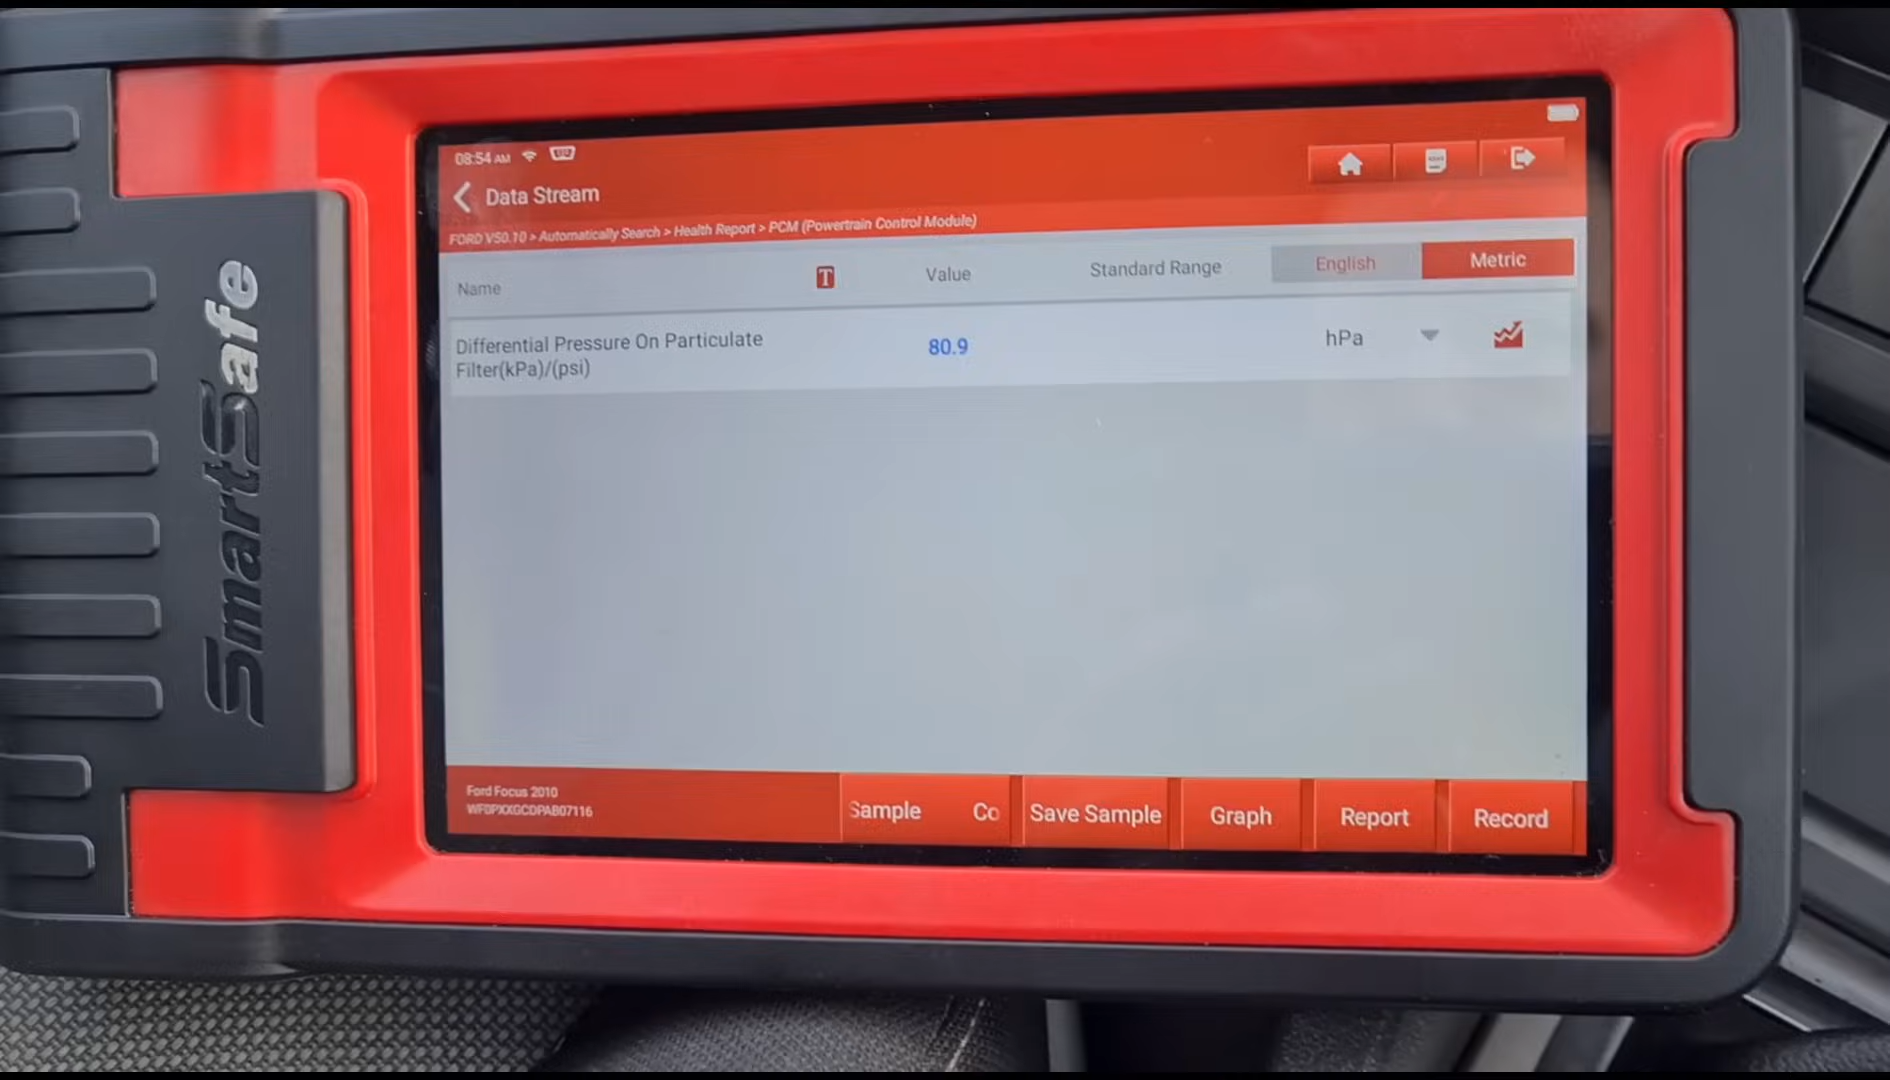 08:54 AM
Data Stream
FORD V50.10 > Automatically Search > Health Report > PCM (Powertrain Control Module)
Name
T
Value
Standard Range
English
Metric
Differential Pressure On Particulate
Filter(kPa)/(psi)
80.9
hPa
Ford Focus 2010
WF0PXXGCDPAB07116
Sample
Co
Save Sample
Graph
Report
Record
SmartSafe